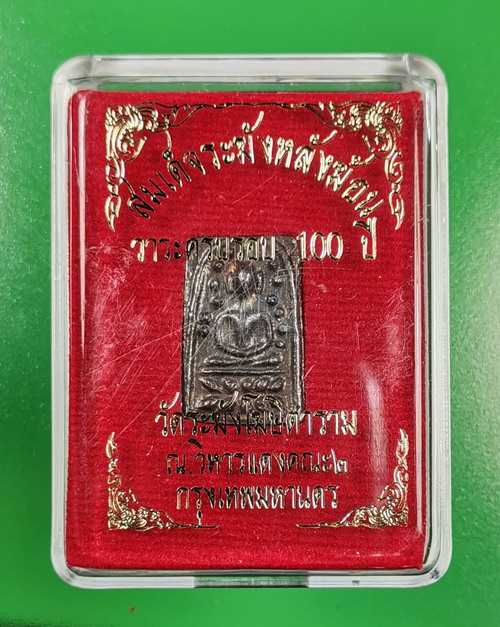 สมเด็จระฆังหลังฆ้อน
วาระครบรอบ 100 ปี
วัดระฆังโฆษิตาราม
ณ.วิหารแดงคณะ๒
กรุงเทพมหานคร